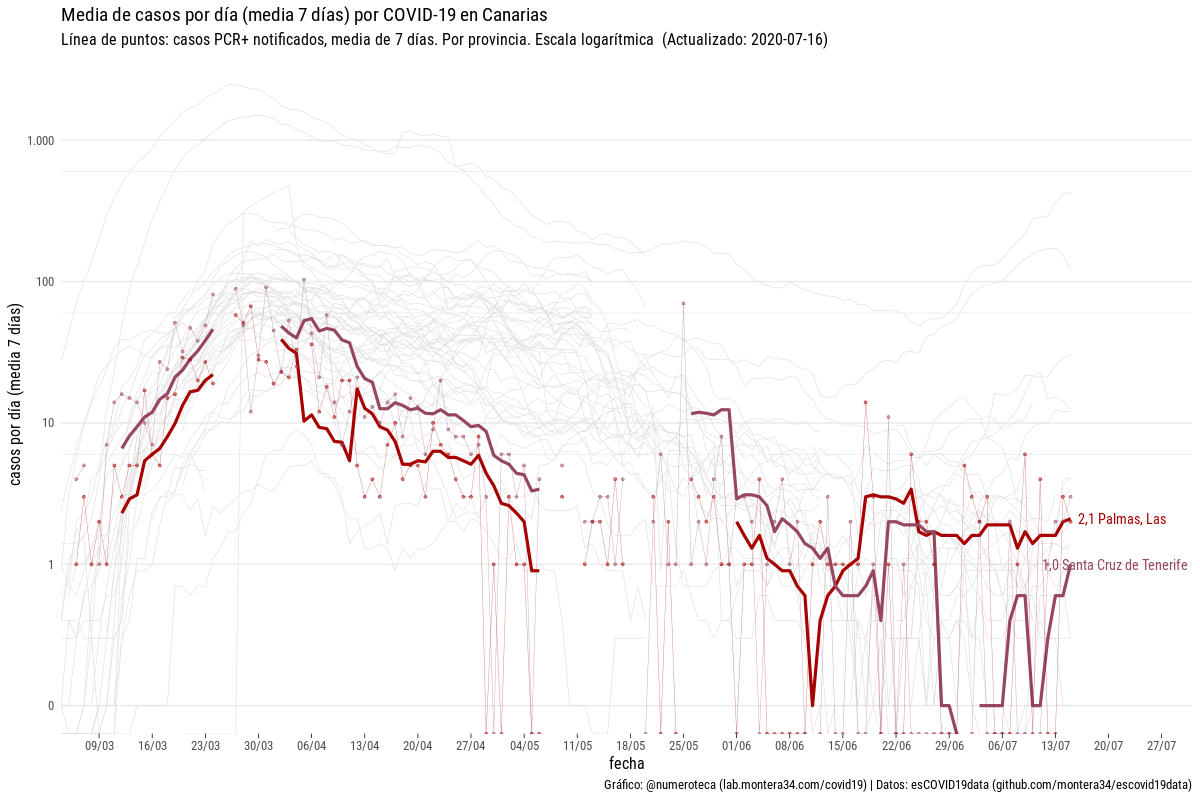 Media de casos por día (media 7 días) por COVID-19 en Canarias
Línea de puntos: casos PCR+ notificados, media de 7 días. Por provincia. Escala logarítmica (Actualizado: 2020-07-16)
casos por día (media 7 días)
1.000
100
10
1
0
2,1 Palmas, Las
1,0 Santa Cruz de Tenerife
09/03 16/03 23/03 30/03 06/04 13/04 20/04 27/04 04/05 11/05 18/05 25/05 01/06 08/06 15/06 22/06 29/06 06/07 13/07 20/07 27/07
fecha
Gráfico: @numeroteca (lab.montera34.com/covid19) | Datos: esCOVID19data (github.com/montera34/escovid19data)